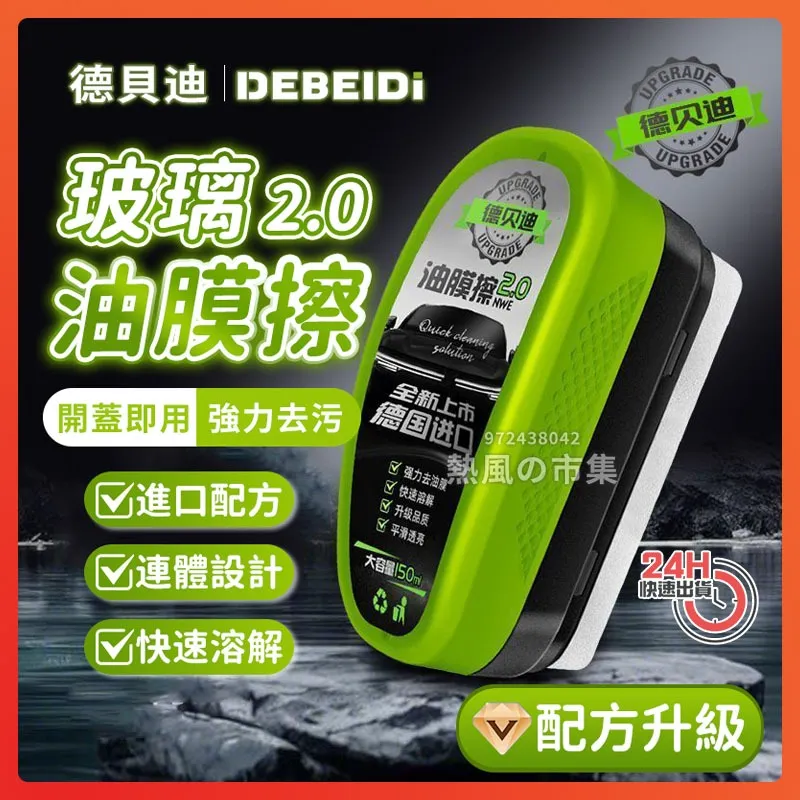 德貝迪 DEBEIDi
UPGRADE
德贝迪
UPGRADE
玻璃2.0
油膜擦
開蓋即用 強力去污
進口配方
連體設計
快速溶解
UPGRADE
德贝迪
UPGRADE
油膜擦2.0
NWE
Quick cleaning
solution
全新上市
德国进口
强力去油膜
快速溶解
升级品质
平滑透亮
大容量150ml
972438042
熱風の市集
24H
快速出貨
V
配方升級